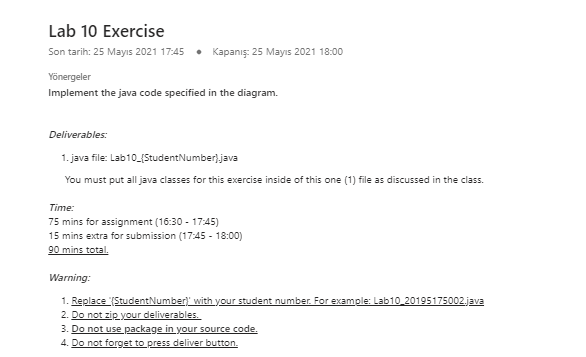 Lab 10 Exercise
Son tarih: 25 Mayıs 2021 17:45 • Kapanış: 25 Mayıs 2021 18:00
Yönergeler
Implement the java code specified in the diagram.
Deliverables:
1. java file: Lab10_{StudentNumber}.java
You must put all java classes for this exercise inside of this one (1) file as discussed in the class.
Time:
75 mins for assignment (16:30 - 17:45)
15 mins extra for submission (17:45 - 18:00)
90 mins total.
Warning:
1. Replace '{StudentNumber}' with your student number. For example: Lab10_20195175002.java
2. Do not zip your deliverables.
3. Do not use package in your source code.
4. Do not forget to press deliver button.